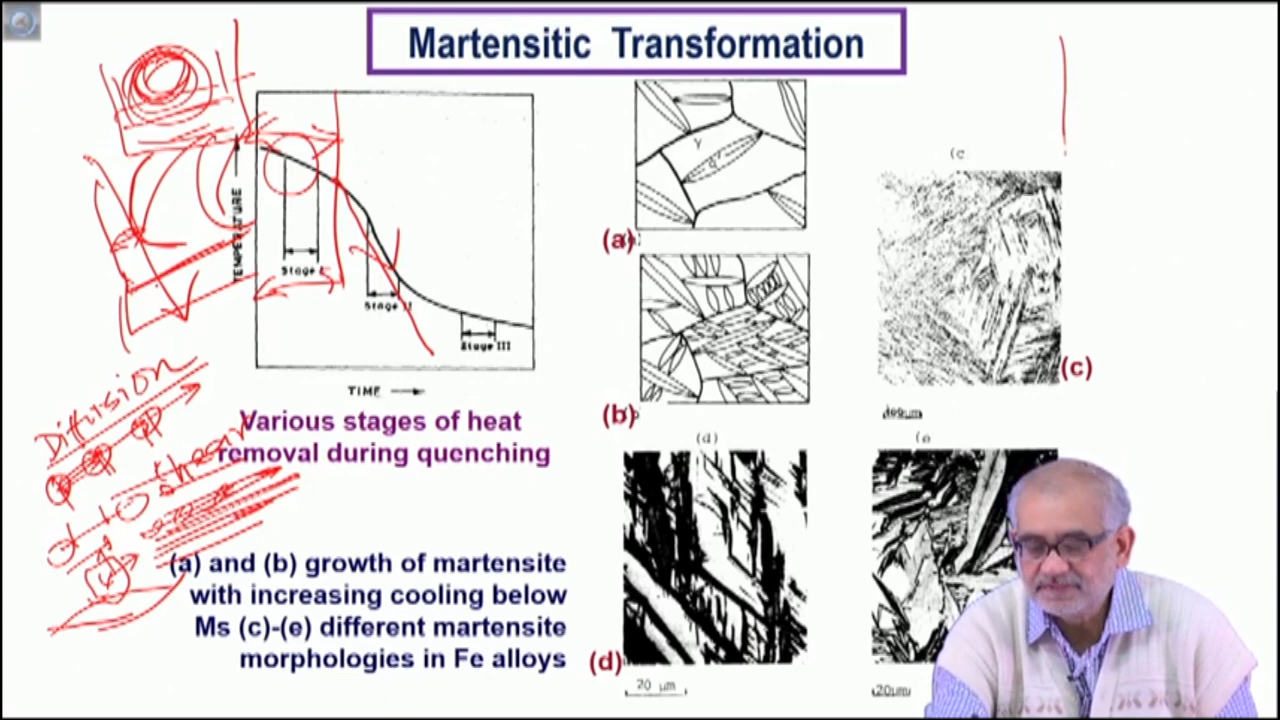 Martensitic Transformation
TEMPERATURE
Stage I
Stage II
Stage III
TIME
Various stages of heat
removal during quenching
Diffusion
shear
(a) and (b) growth of martensite
with increasing cooling below
Ms (c)-(e) different martensite
morphologies in Fe alloys
γ
α'
(a)
(b)
(c
(c)
100μm
(d)
(d)
20 μm
(e
20μm